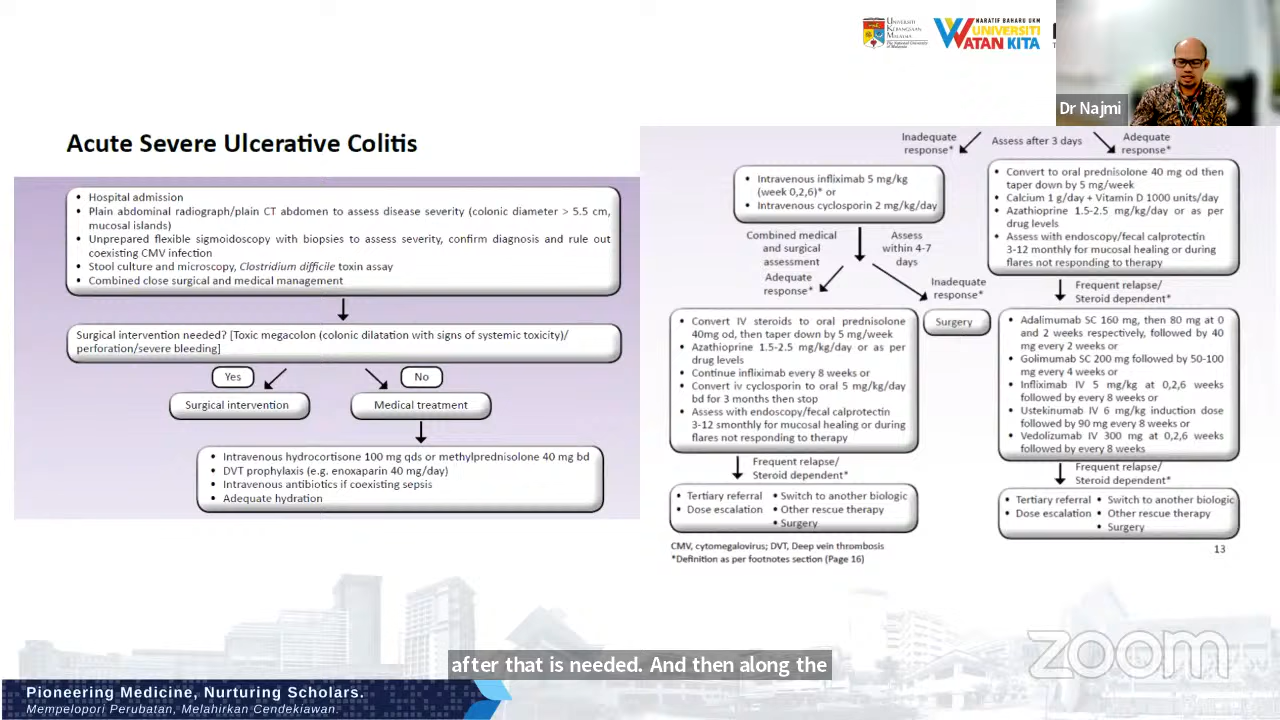 UNIVERSITI
KEBANGSAAN
MALAYSIA
The National University
of Malaysia
NARATIF BAHARU UKM
UNIVERSITI
WATAN KITA
Dr Najmi
Acute Severe Ulcerative Colitis
• Hospital admission
• Plain abdominal radiograph/plain CT abdomen to assess disease severity (colonic diameter > 5.5 cm,
mucosal islands)
• Unprepared flexible sigmoidoscopy with biopsies to assess severity, confirm diagnosis and rule out
coexisting CMV infection
• Stool culture and microscopy, Clostridium difficile toxin assay
• Combined close surgical and medical management
Surgical intervention needed? [Toxic megacolon (colonic dilatation with signs of systemic toxicity)/
perforation/severe bleeding]
Yes
No
Surgical intervention
Medical treatment
• Intravenous hydrocortisone 100 mg qds or methylprednisolone 40 mg bd
• DVT prophylaxis (e.g. enoxaparin 40 mg/day)
• Intravenous antibiotics if coexisting sepsis
• Adequate hydration
Inadequate
response*
Assess after 3 days
Adequate
response*
• Intravenous infliximab 5 mg/kg
(week 0,2,6)* or
• Intravenous cyclosporin 2 mg/kg/day
• Convert to oral prednisolone 40 mg od then
taper down by 5 mg/week
• Calcium 1 g/day + Vitamin D 1000 units/day
• Azathioprine 1.5-2.5 mg/kg/day or as per
drug levels
• Assess with endoscopy/fecal calprotectin
3-12 monthly for mucosal healing or during
flares not responding to therapy
Combined medical
and surgical
assessment
Assess
within 4-7
days
Adequate
response*
Inadequate
response*
Surgery
Frequent relapse/
Steroid dependent*
• Convert IV steroids to oral prednisolone
40mg od, then taper down by 5 mg/week
• Azathioprine 1.5-2.5 mg/kg/day or as per
drug levels
• Continue infliximab every 8 weeks or
• Convert iv cyclosporin to oral 5 mg/kg/day
bd for 3 months then stop
• Assess with endoscopy/fecal calprotectin
3-12 smonthly for mucosal healing or during
flares not responding to therapy
• Adalimumab SC 160 mg, then 80 mg at 0
and 2 weeks respectively, followed by 40
mg every 2 weeks or
• Golimumab SC 200 mg followed by 50-100
mg every 4 weeks or
• Infliximab IV 5 mg/kg at 0,2,6 weeks
followed by every 8 weeks or
• Ustekinumab IV 6 mg/kg induction dose
followed by 90 mg every 8 weeks or
• Vedolizumab IV 300 mg at 0,2,6 weeks
followed by every 8 weeks
Frequent relapse/
Steroid dependent*
Frequent relapse/
Steroid dependent*
• Tertiary referral • Switch to another biologic
• Dose escalation • Other rescue therapy
• Surgery
• Tertiary referral • Switch to another biologic
• Dose escalation • Other rescue therapy
• Surgery
CMV, cytomegalovirus; DVT, Deep vein thrombosis
*Definition as per footnotes section (Page 16)
13
after that is needed. And then along the
zoom
Pioneering Medicine, Nurturing Scholars.
Mempelopori Perubatan, Melahirkan Cendekiawan.